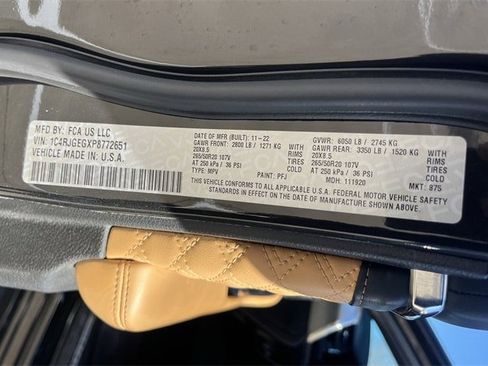 MFD BY: FCA US LLC
VIN: 1C4RJGEGXP8772651
VEHICLE MADE IN U.S.A.
DATE OF MFR (BUILT): 11-22
GAWR FRONT: 2800 LB / 1271 KG
20X8.5 RIMS
265/50R20 107V TIRES
AT 250 kPa / 36 PSI COLD
TYPE: MPV PAINT: PFJ
GVWR: 6050 LB / 2745 KG
GAWR REAR: 3350 LB / 1520 KG
20X8.5 RIMS
265/50R20 107V TIRES
AT 250 kPa / 36 PSI COLD
MDH: 111920 MKT: 875
THIS VEHICLE CONFORMS TO ALL APPLICABLE U.S.A. FEDERAL MOTOR VEHICLE SAFETY
STANDARDS IN EFFECT ON THE DATE OF MANUFACTURE SHOWN ABOVE.